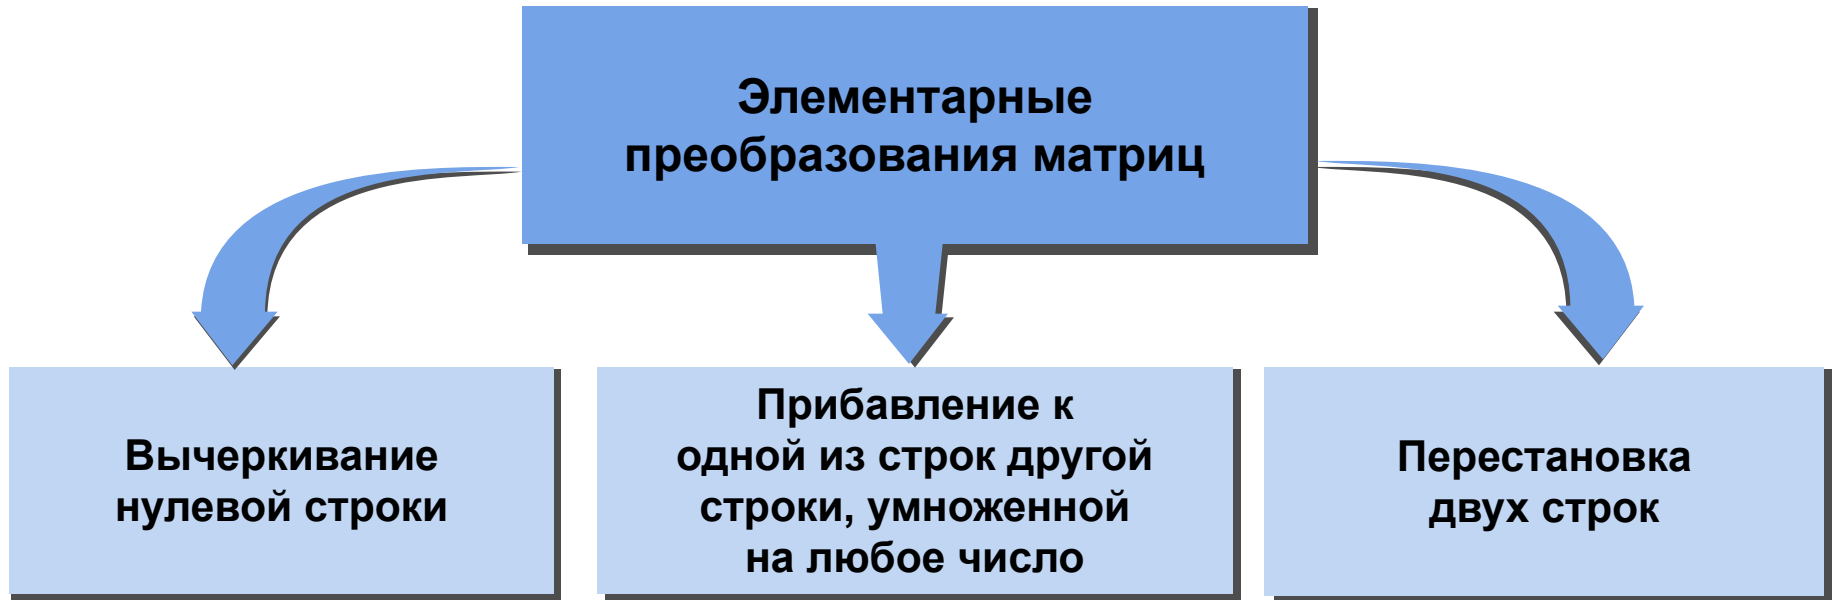 Элементарные
преобразования матриц
Вычеркивание
нулевой строки
Прибавление к
одной из строк другой
строки, умноженной
на любое число
Перестановка
двух строк